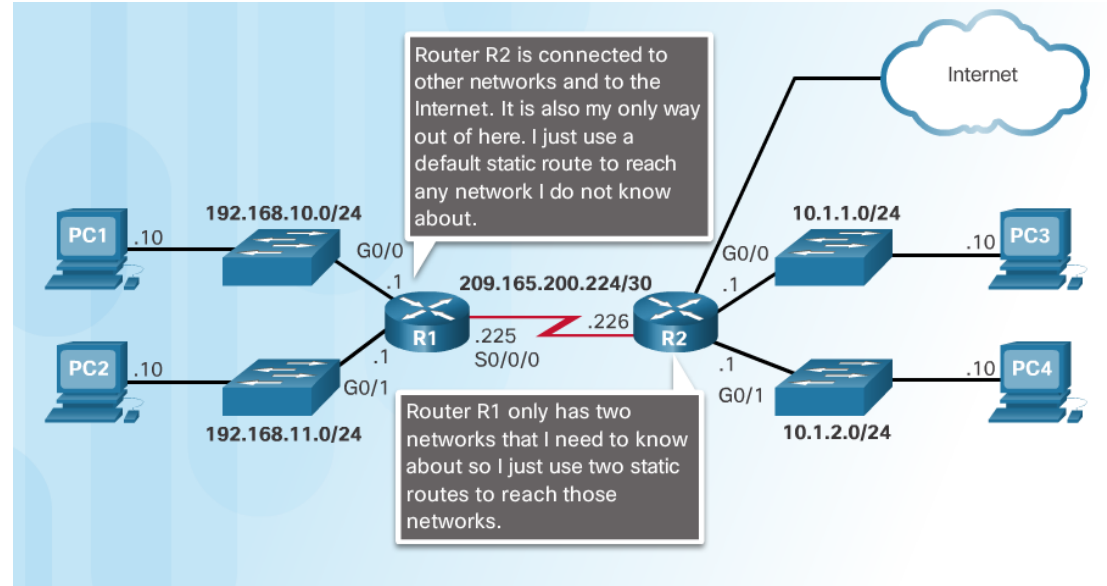 Router R2 is connected to
other networks and to the
Internet. It is also my only way
out of here. I just use a
default static route to reach
any network I do not know
about.
Internet
192.168.10.0/24
10.1.1.0/24
PC1
.10
G0/0
.1
209.165.200.224/30
G0/0
.1
.10
PC3
R1
.225
S0/0/0
.226
R2
PC2
.10
.1
G0/1
.1
G0/1
.10
PC4
192.168.11.0/24
10.1.2.0/24
Router R1 only has two
networks that I need to know
about so I just use two static
routes to reach those
networks.